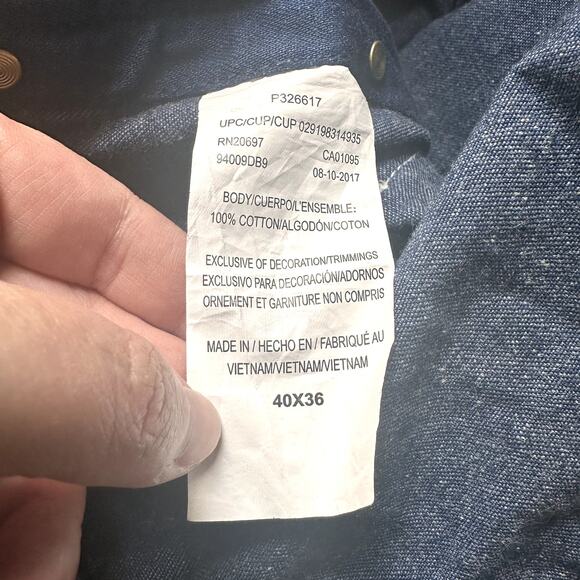 P326617
UPC/CUP/CUP 029198314935
RN20697 CA01095
94009DB9 08-10-2017
BODY/CUERPO/L'ENSEMBLE:
100% COTTON/ALGODÓN/COTON
EXCLUSIVE OF DECORATION/TRIMMINGS
EXCLUSIVO PARA DECORACIÓN/ADORNOS
ORNEMENT ET GARNITURE NON COMPRIS
MADE IN / HECHO EN / FABRIQUÉ AU
VIETNAM/VIETNAM/VIETNAM
40X36